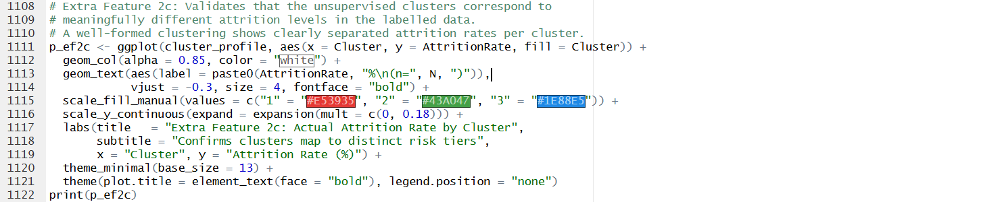 1108 # Extra Feature 2c: Validates that the unsupervised clusters correspond to
1109 # meaningfully different attrition levels in the labelled data.
1110 # A well-formed clustering shows clearly separated attrition rates per cluster.
1111 p_ef2c <- ggplot(cluster_profile, aes(x = Cluster, y = AttritionRate, fill = Cluster)) +
1112   geom_col(alpha = 0.85, color = "white") +
1113   geom_text(aes(label = paste0(AttritionRate, "%\n(n=", N, ")")),
1114             vjust = -0.3, size = 4, fontface = "bold") +
1115   scale_fill_manual(values = c("1" = "#E53935", "2" = "#43A047", "3" = "#1E88E5")) +
1116   scale_y_continuous(expand = expansion(mult = c(0, 0.18))) +
1117   labs(title   = "Extra Feature 2c: Actual Attrition Rate by Cluster",
1118        subtitle = "Confirms clusters map to distinct risk tiers",
1119        x = "Cluster", y = "Attrition Rate (%)") +
1120   theme_minimal(base_size = 13) +
1121   theme(plot.title = element_text(face = "bold"), legend.position = "none")
1122 print(p_ef2c)